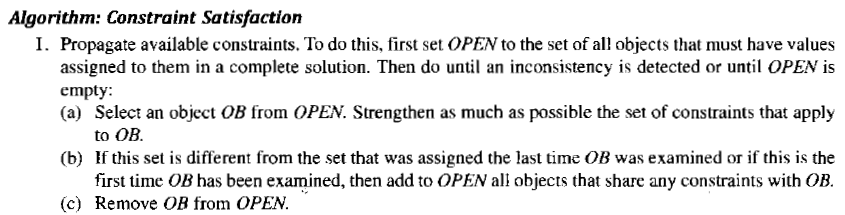 Algorithm: Constraint Satisfaction
1. Propagate available constraints. To do this, first set OPEN to the set of all objects that must have values
assigned to them in a complete solution. Then do until an inconsistency is detected or until OPEN is
empty:
(a) Select an object OB from OPEN. Strengthen as much as possible the set of constraints that apply
to OB.
(b) If this set is different from the set that was assigned the last time OB was examined or if this is the
first time OB has been examined, then add to OPEN all objects that share any constraints with OB.
(c) Remove OB from OPEN.